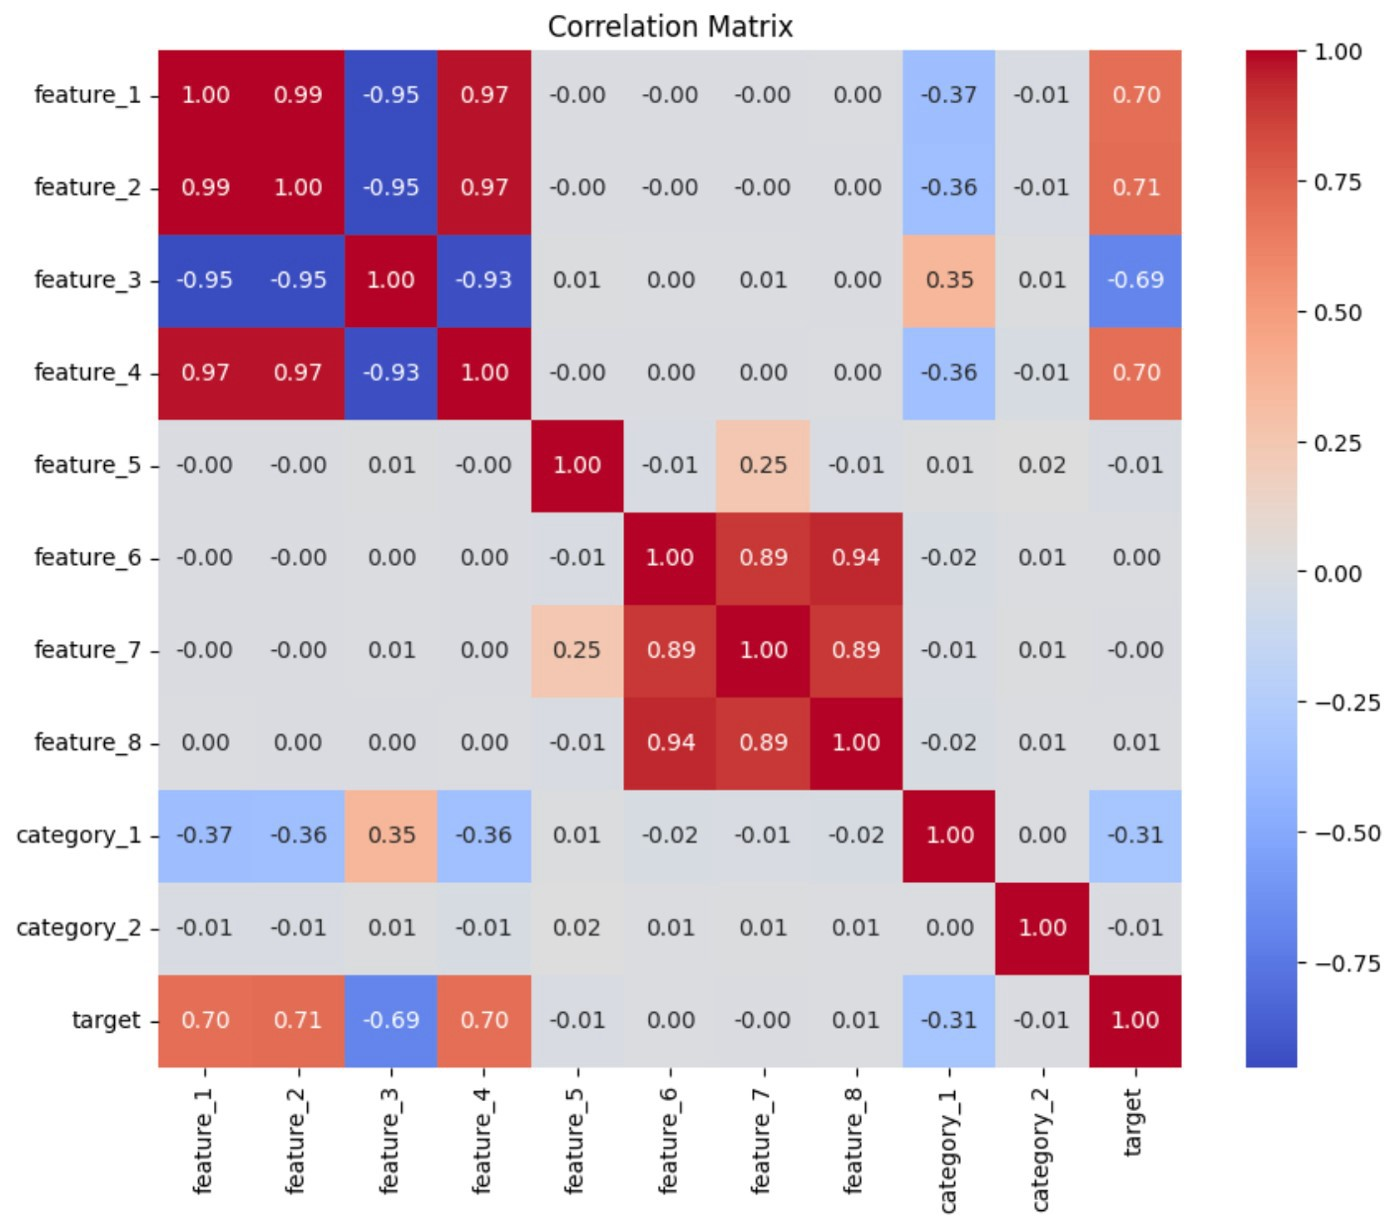 Correlation Matrix
feature_1 1.00 0.99 -0.95 0.97 -0.00 -0.00 -0.00 0.00 -0.37 -0.01 0.70
feature_2 0.99 1.00 -0.95 0.97 -0.00 -0.00 -0.00 0.00 -0.36 -0.01 0.71
feature_3 -0.95 -0.95 1.00 -0.93 0.01 0.00 0.01 0.00 0.35 0.01 -0.69
feature_4 0.97 0.97 -0.93 1.00 -0.00 0.00 0.00 0.00 -0.36 -0.01 0.70
feature_5 -0.00 -0.00 0.01 -0.00 1.00 -0.01 0.25 -0.01 0.01 0.02 -0.01
feature_6 -0.00 -0.00 0.00 0.00 -0.01 1.00 0.89 0.94 -0.02 0.01 0.00
feature_7 -0.00 -0.00 0.01 0.00 0.25 0.89 1.00 0.89 -0.01 0.01 -0.00
feature_8 0.00 0.00 0.00 0.00 -0.01 0.94 0.89 1.00 -0.02 0.01 0.01
category_1 -0.37 -0.36 0.35 -0.36 0.01 -0.02 -0.01 -0.02 1.00 0.00 -0.31
category_2 -0.01 -0.01 0.01 -0.01 0.02 0.01 0.01 0.01 0.00 1.00 -0.01
target 0.70 0.71 -0.69 0.70 -0.01 0.00 -0.00 0.01 -0.31 -0.01 1.00
feature_1
feature_2
feature_3
feature_4
feature_5
feature_6
feature_7
feature_8
category_1
category_2
target
1.00
0.75
0.50
0.25
0.00
−0.25
−0.50
−0.75